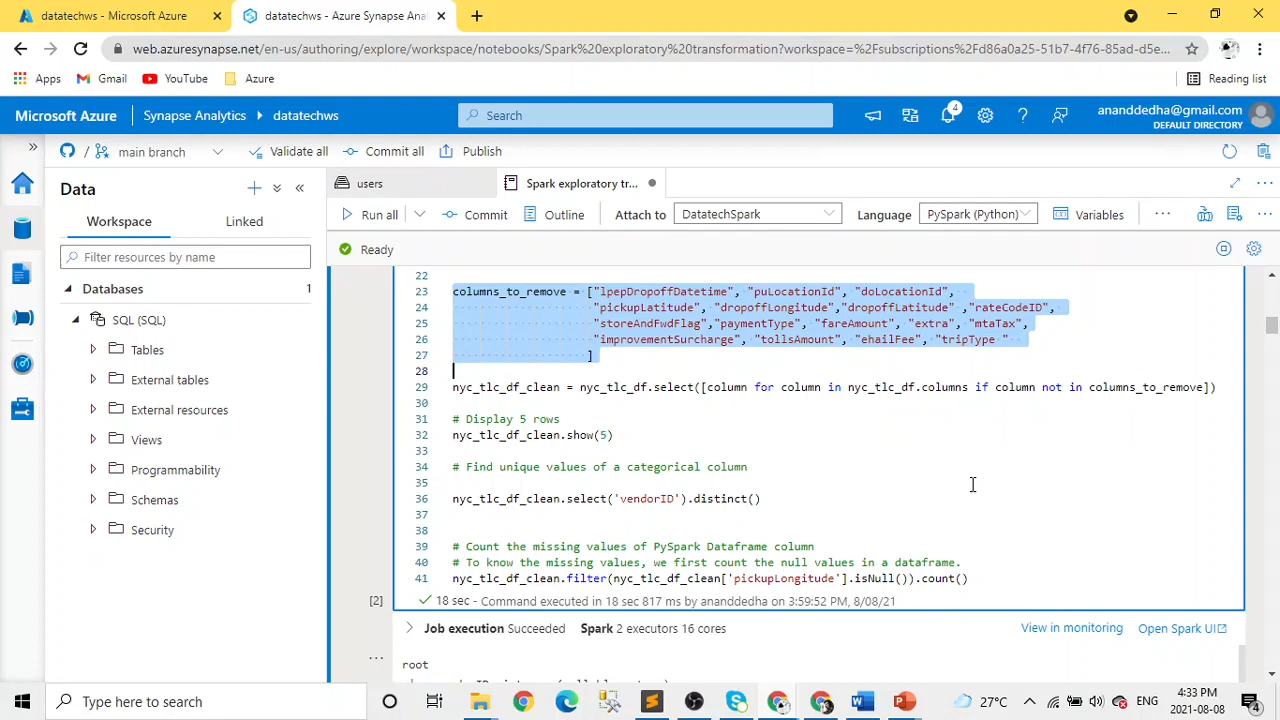 datatechws - Microsoft Azure
datatechws - Azure Synapse Anal
web.azuresynapse.net/en-us/authoring/explore/workspace/notebooks/Spark%20exploratory%20transformation?workspace=%2Fsubscriptions%2Fd86a0a25-51b7-4f76-85ad-d5e...
Apps Gmail YouTube Azure Reading list
Microsoft Azure Synapse Analytics datatechws Search 4 ananddedha@gmail.com
DEFAULT DIRECTORY
main branch Validate all Commit all Publish
Data users Spark exploratory tr...
Workspace Linked Run all Commit Outline Attach to DatatechSpark Language PySpark (Python) Variables
Filter resources by name Ready
Databases 1
SQL (SQL)
Tables
External tables
External resources
Views
Programmability
Schemas
Security
22
23 columns_to_remove = ["lpepDropoffDatetime", "puLocationId", "doLocationId",
24 "pickupLatitude", "dropoffLongitude","dropoffLatitude" ,"rateCodeID",
25 "storeAndFwdFlag","paymentType", "fareAmount", "extra", "mtaTax",
26 "improvementSurcharge", "tollsAmount", "ehailFee", "tripType "
27 ]
28
29 nyc_tlc_df_clean = nyc_tlc_df.select([column for column in nyc_tlc_df.columns if column not in columns_to_remove])
30
31 # Display 5 rows
32 nyc_tlc_df_clean.show(5)
33
34 # Find unique values of a categorical column
35
36 nyc_tlc_df_clean.select('vendorID').distinct()
37
38
39 # Count the missing values of PySpark Dataframe column
40 # To know the missing values, we first count the null values in a dataframe.
41 nyc_tlc_df_clean.filter(nyc_tlc_df_clean['pickupLongitude'].isNull()).count()
[2] 18 sec - Command executed in 18 sec 817 ms by ananddedha on 3:59:52 PM, 8/08/21
Job execution Succeeded Spark 2 executors 16 cores View in monitoring Open Spark UI
root
Type here to search 27°C ENG 4:33 PM 2021-08-08 4